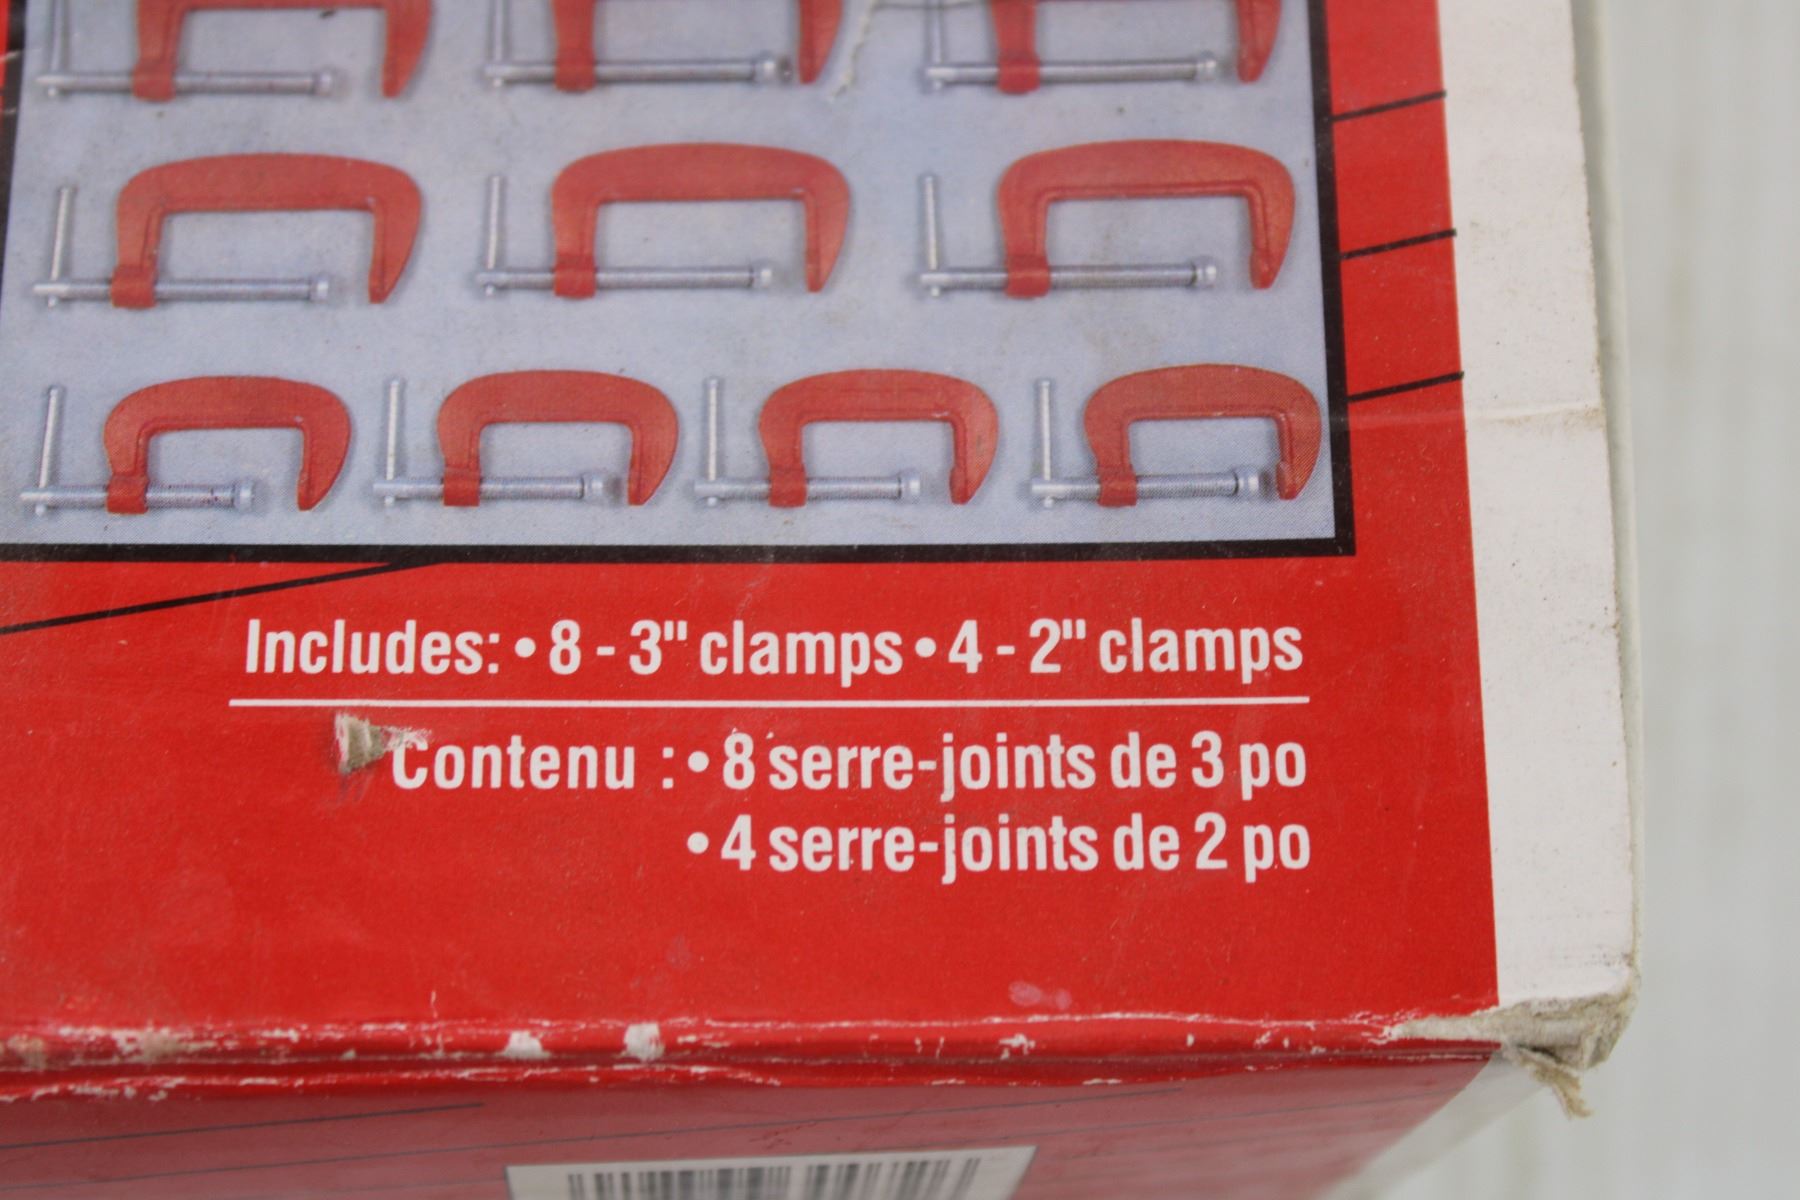 Includes: • 8 - 3" clamps • 4 - 2" clamps
Contenu : • 8 serre-joints de 3 po
• 4 serre-joints de 2 po